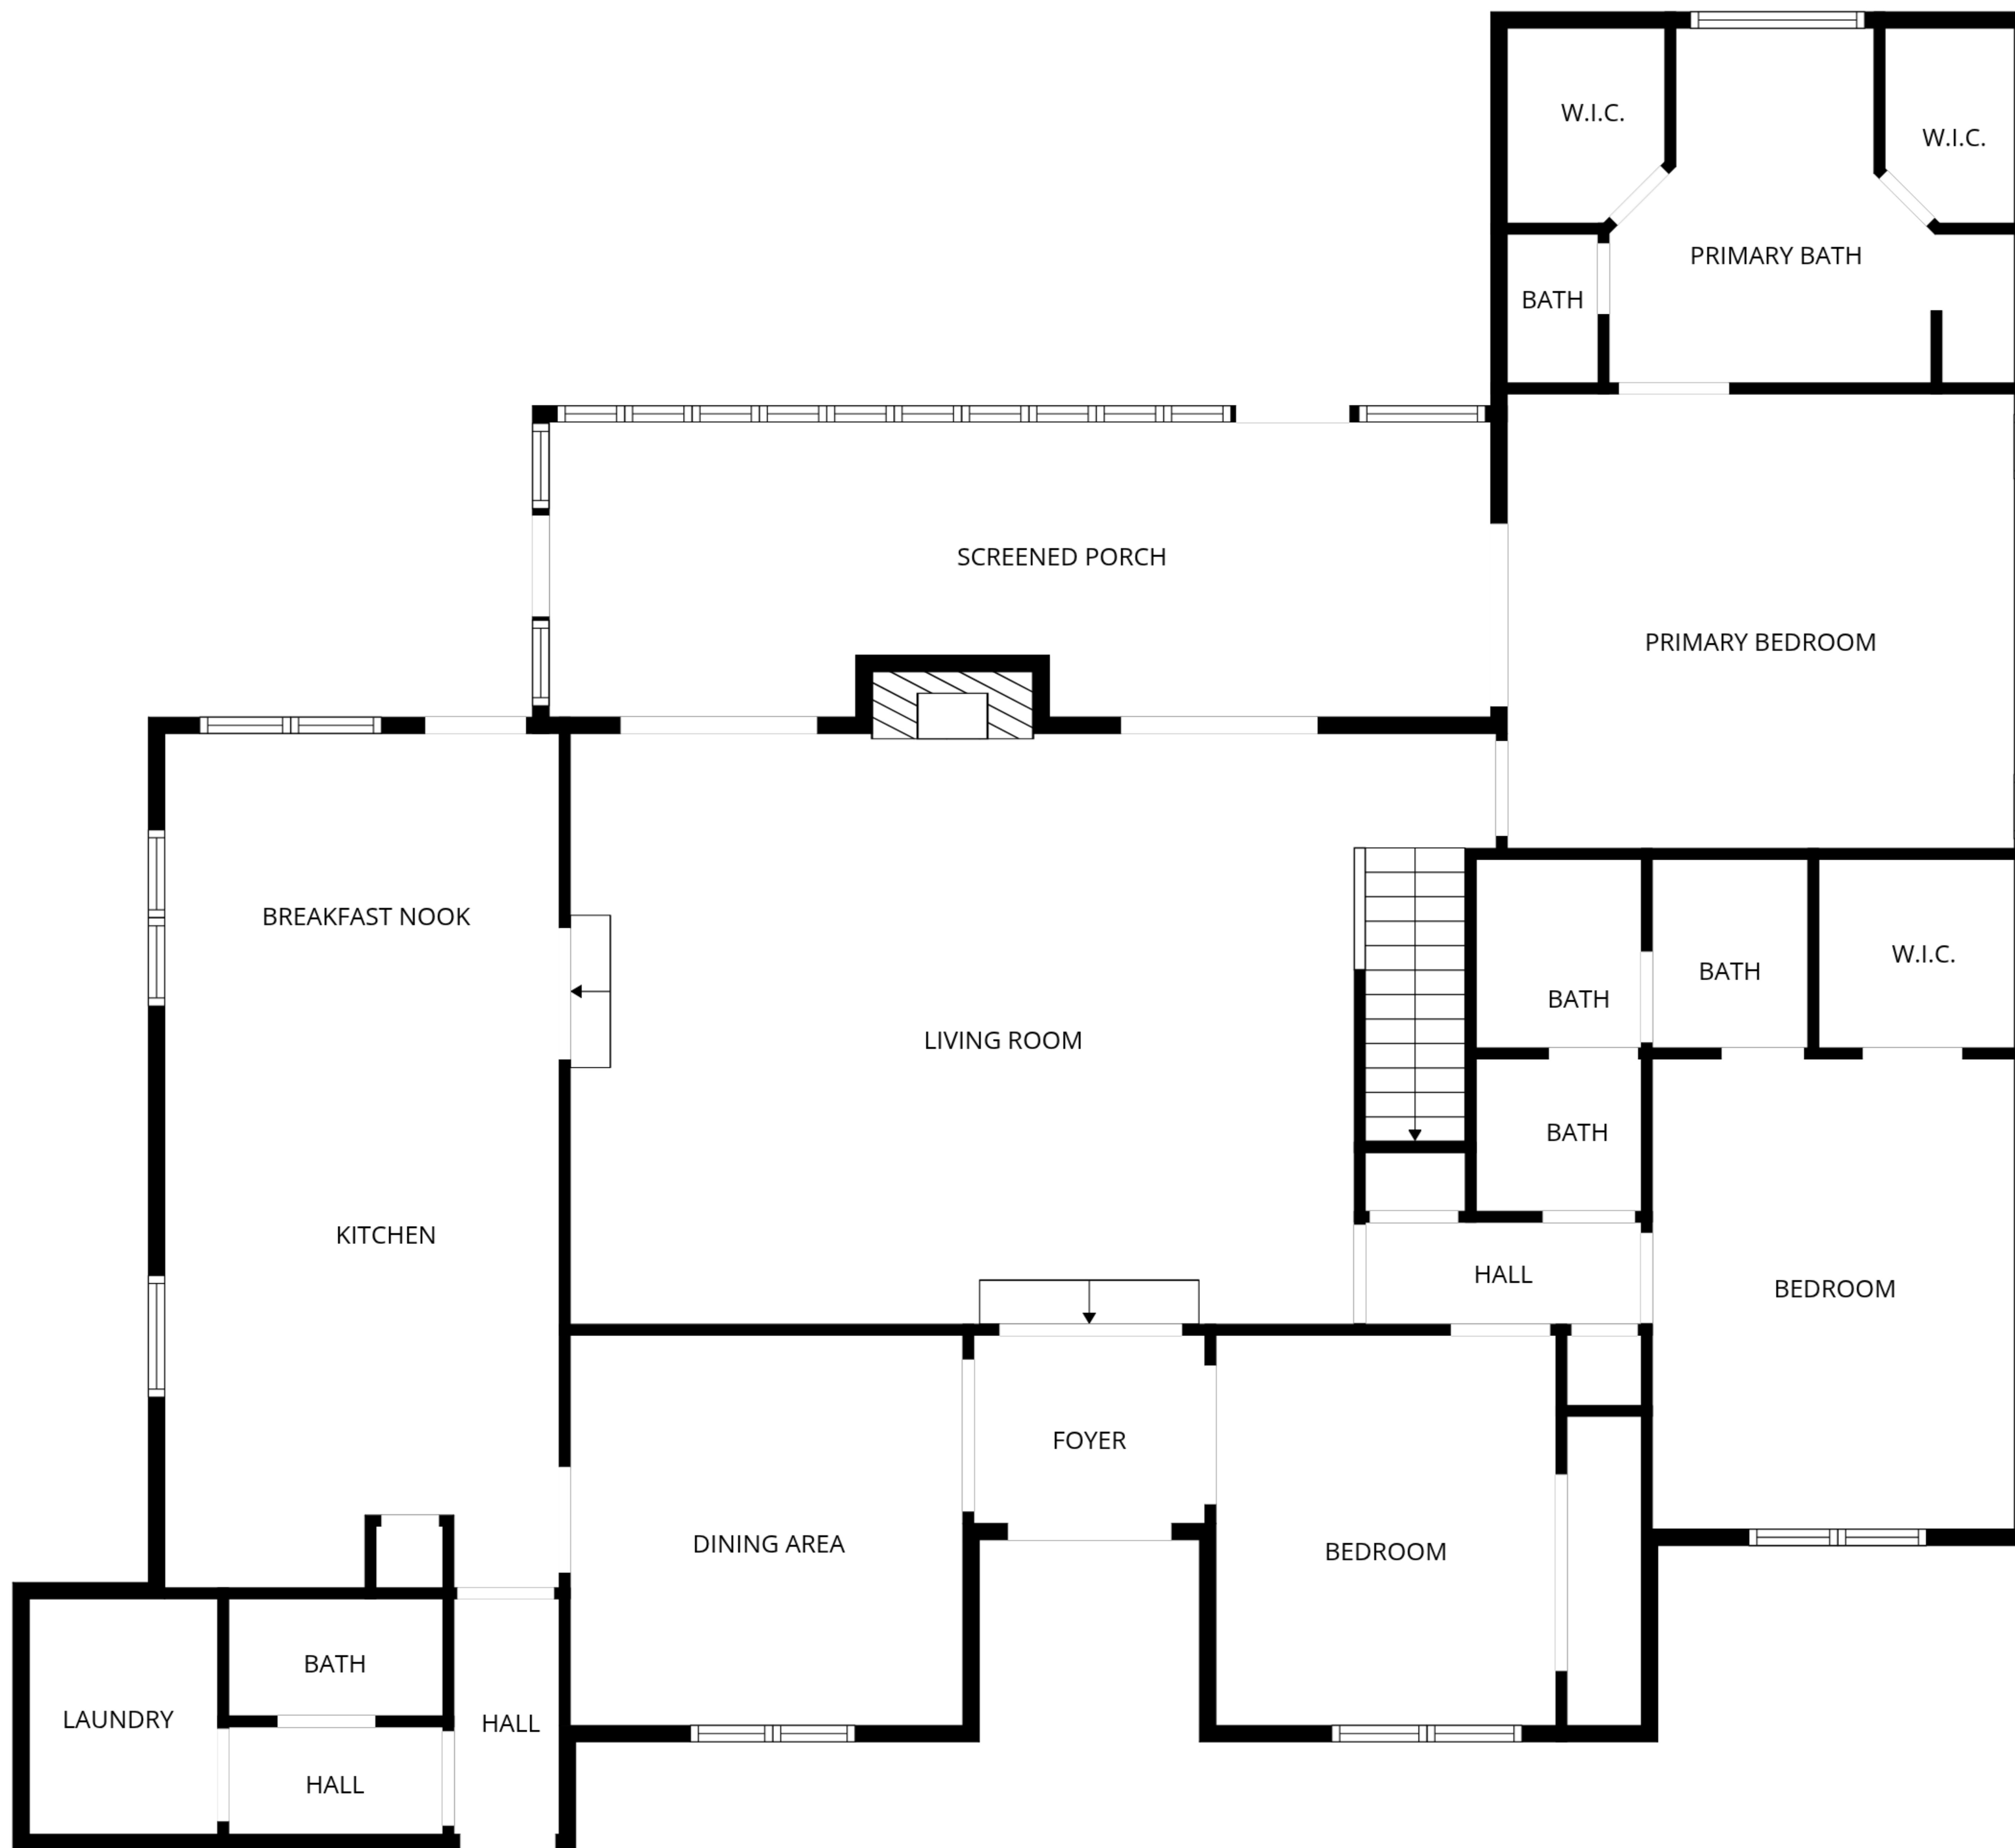 W.I.C.
W.I.C.
PRIMARY BATH
BATH
SCREENED PORCH
PRIMARY BEDROOM
BREAKFAST NOOK
W.I.C.
BATH
BATH
LIVING ROOM
BATH
KITCHEN
HALL
BEDROOM
FOYER
DINING AREA
BEDROOM
BATH
LAUNDRY
HALL
HALL